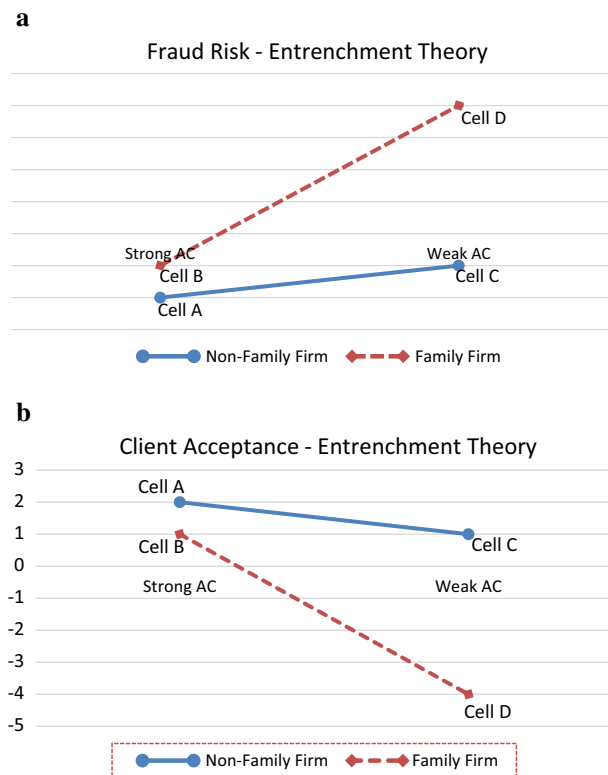 a
Fraud Risk - Entrenchment Theory
Cell D
Strong AC
Weak AC
Cell B
Cell C
Cell A
Non-Family Firm
Family Firm
b
Client Acceptance - Entrenchment Theory
3
Cell A
2
1
Cell B
Cell C
0
Strong AC
Weak AC
-1
-2
-3
-4
Cell D
-5
Non-Family Firm
Family Firm